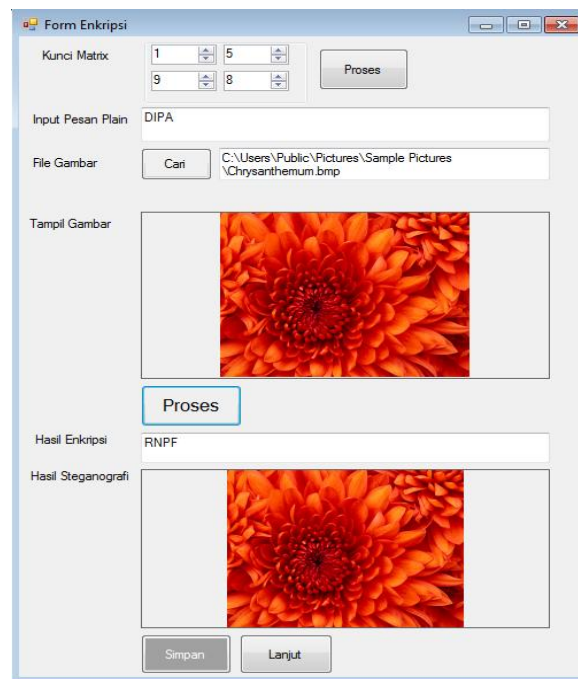 Form Enkripsi
Kunci Matrix
1 5
9 8
Proses
Input Pesan Plain
DIPA
File Gambar
Cari
C:\Users\Public\Pictures\Sample Pictures
\Chrysanthemum.bmp
Tampil Gambar
Proses
Hasil Enkripsi
RNPF
Hasil Steganografi
Simpan
Lanjut